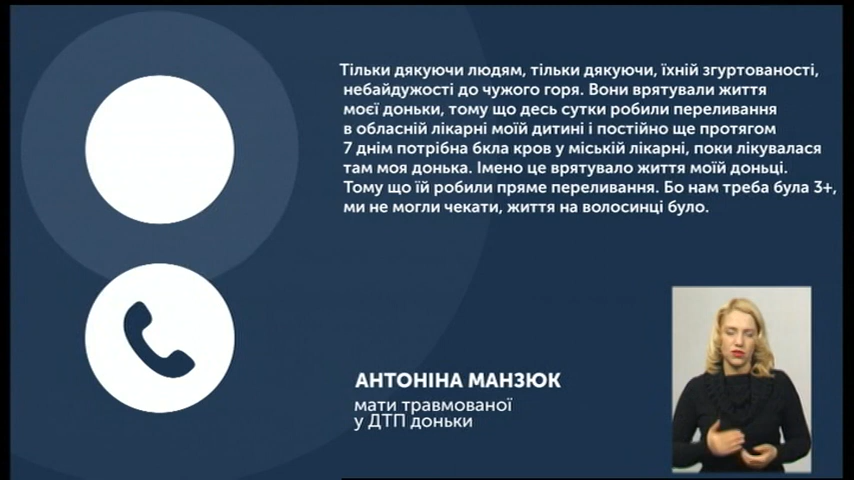 Тільки дякуючи людям, тільки дякуючи, їхній згуртованості,
небайдужості до чужого горя. Вони врятували життя
моєї доньки, тому що десь сутки робили переливання
в обласній лікарні моїй дитині і постійно ще протягом
7 днім потрібна бкла кров у міській лікарні, поки лікувалася
там моя донька. Імено це врятувало життя моїй доньці.
Тому що їй робили пряме переливання. Бо нам треба була 3+,
ми не могли чекати, життя на волосинці було.
АНТОНІНА МАНЗЮК
мати травмованої
у ДТП доньки